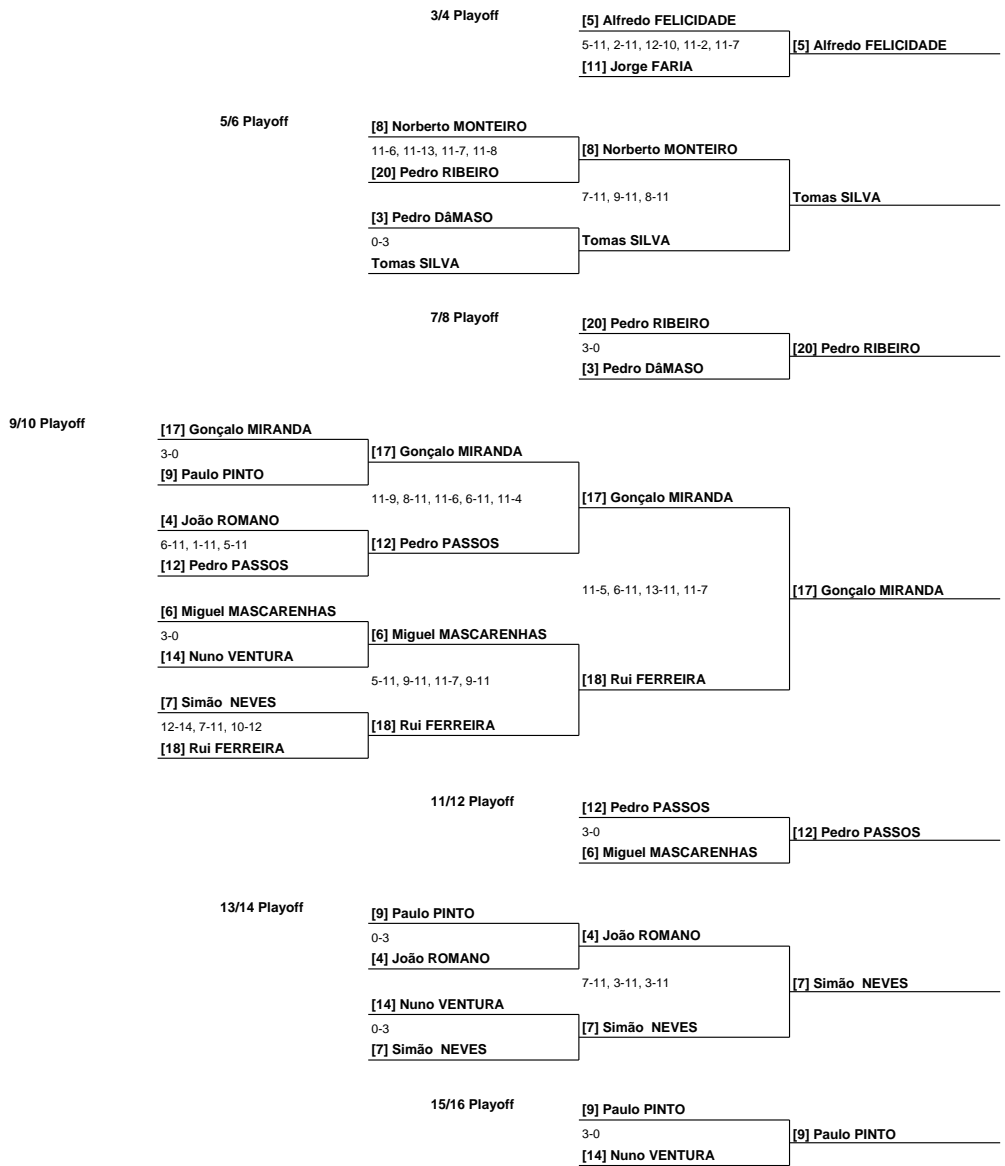 3/4 Playoff
[5] Alfredo FELICIDADE
5-11, 2-11, 12-10, 11-2, 11-7
[5] Alfredo FELICIDADE
[11] Jorge FARIA
5/6 Playoff
[8] Norberto MONTEIRO
11-6, 11-13, 11-7, 11-8
[8] Norberto MONTEIRO
[20] Pedro RIBEIRO
7-11, 9-11, 8-11
Tomas SILVA
[3] Pedro DâMASO
0-3
Tomas SILVA
Tomas SILVA
7/8 Playoff
[20] Pedro RIBEIRO
3-0
[20] Pedro RIBEIRO
[3] Pedro DâMASO
9/10 Playoff
[17] Gonçalo MIRANDA
3-0
[17] Gonçalo MIRANDA
[9] Paulo PINTO
11-9, 8-11, 11-6, 6-11, 11-4
[17] Gonçalo MIRANDA
[4] João ROMANO
6-11, 1-11, 5-11
[12] Pedro PASSOS
[12] Pedro PASSOS
11-5, 6-11, 13-11, 11-7
[17] Gonçalo MIRANDA
[6] Miguel MASCARENHAS
3-0
[6] Miguel MASCARENHAS
[14] Nuno VENTURA
5-11, 9-11, 11-7, 9-11
[18] Rui FERREIRA
[7] Simão  NEVES
12-14, 7-11, 10-12
[18] Rui FERREIRA
[18] Rui FERREIRA
11/12 Playoff
[12] Pedro PASSOS
3-0
[12] Pedro PASSOS
[6] Miguel MASCARENHAS
13/14 Playoff
[9] Paulo PINTO
0-3
[4] João ROMANO
[4] João ROMANO
7-11, 3-11, 3-11
[7] Simão  NEVES
[14] Nuno VENTURA
0-3
[7] Simão  NEVES
[7] Simão  NEVES
15/16 Playoff
[9] Paulo PINTO
3-0
[9] Paulo PINTO
[14] Nuno VENTURA